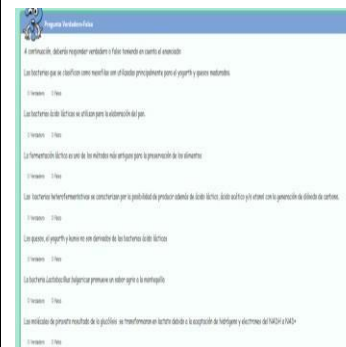 Pregunta Verdadero-Falso
A continuación, deberás responder verdadero o falso tomando en cuenta el enunciado
Las bacterias que se clasifican como mesófilas son utilizadas principalmente para el yogurth y quesos madurados.
Verdadero Falso
Las bacterias ácido lácticas se utilizan para la elaboración del pan.
Verdadero Falso
La fermentación láctica es uno de los métodos más antiguos para la preservación de los alimentos
Verdadero Falso
Las bacterias heterofermentativas se caracterizan por la posibilidad de producir además de ácido láctico, ácido acético y/o etanol con la generación de dióxido de carbono.
Verdadero Falso
Los quesos, el yogurth y kumis no son derivados de las bacterias ácido lácticas
Verdadero Falso
La bacteria Lactobacillus bulgaricus promueve un sabor agrio a la mantequilla
Verdadero Falso
Las moléculas de piruvato resultado de la glucólisis se transformaron en lactato debido a la aceptación de hidrógeno y electrones del NADH a NAD+
Verdadero Falso